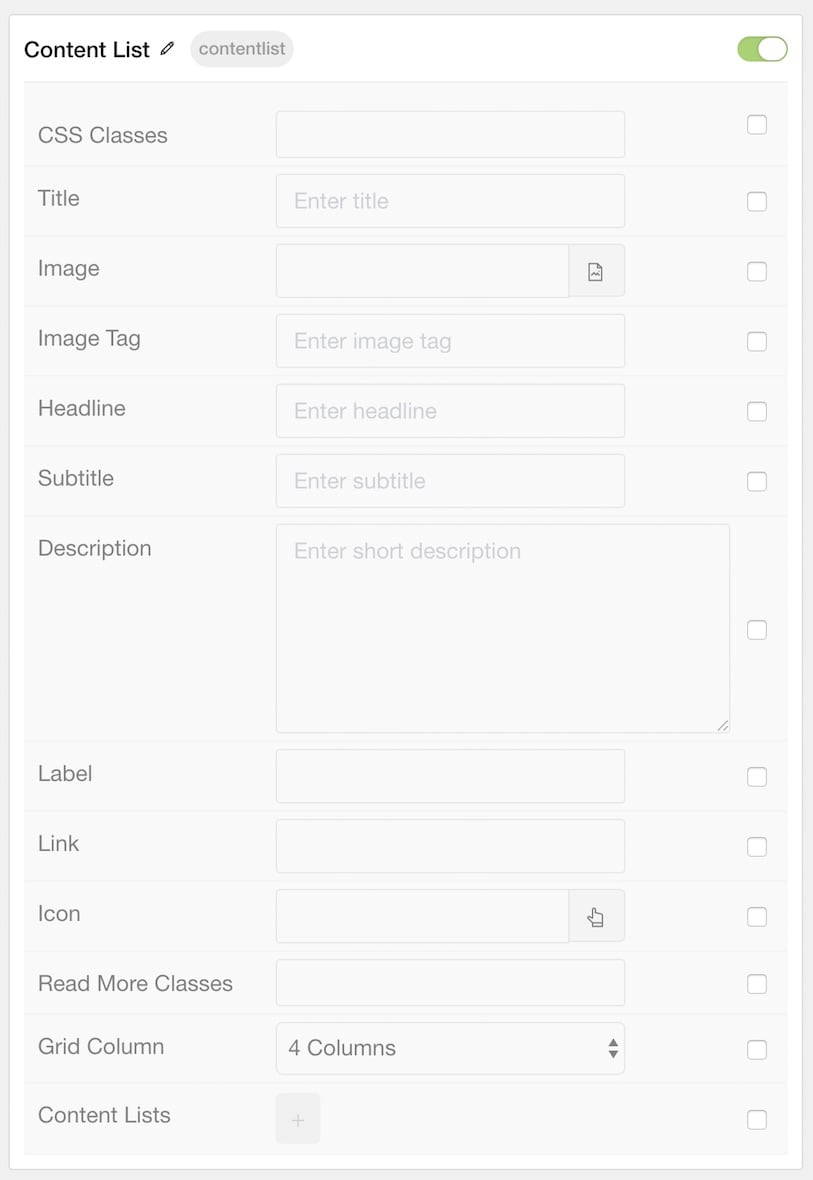 Content List contentlist
CSS Classes
Title Enter title
Image
Image Tag Enter image tag
Headline Enter headline
Subtitle Enter subtitle
Description Enter short description
Label
Link
Icon
Read More Classes
Grid Column 4 Columns
Content Lists +